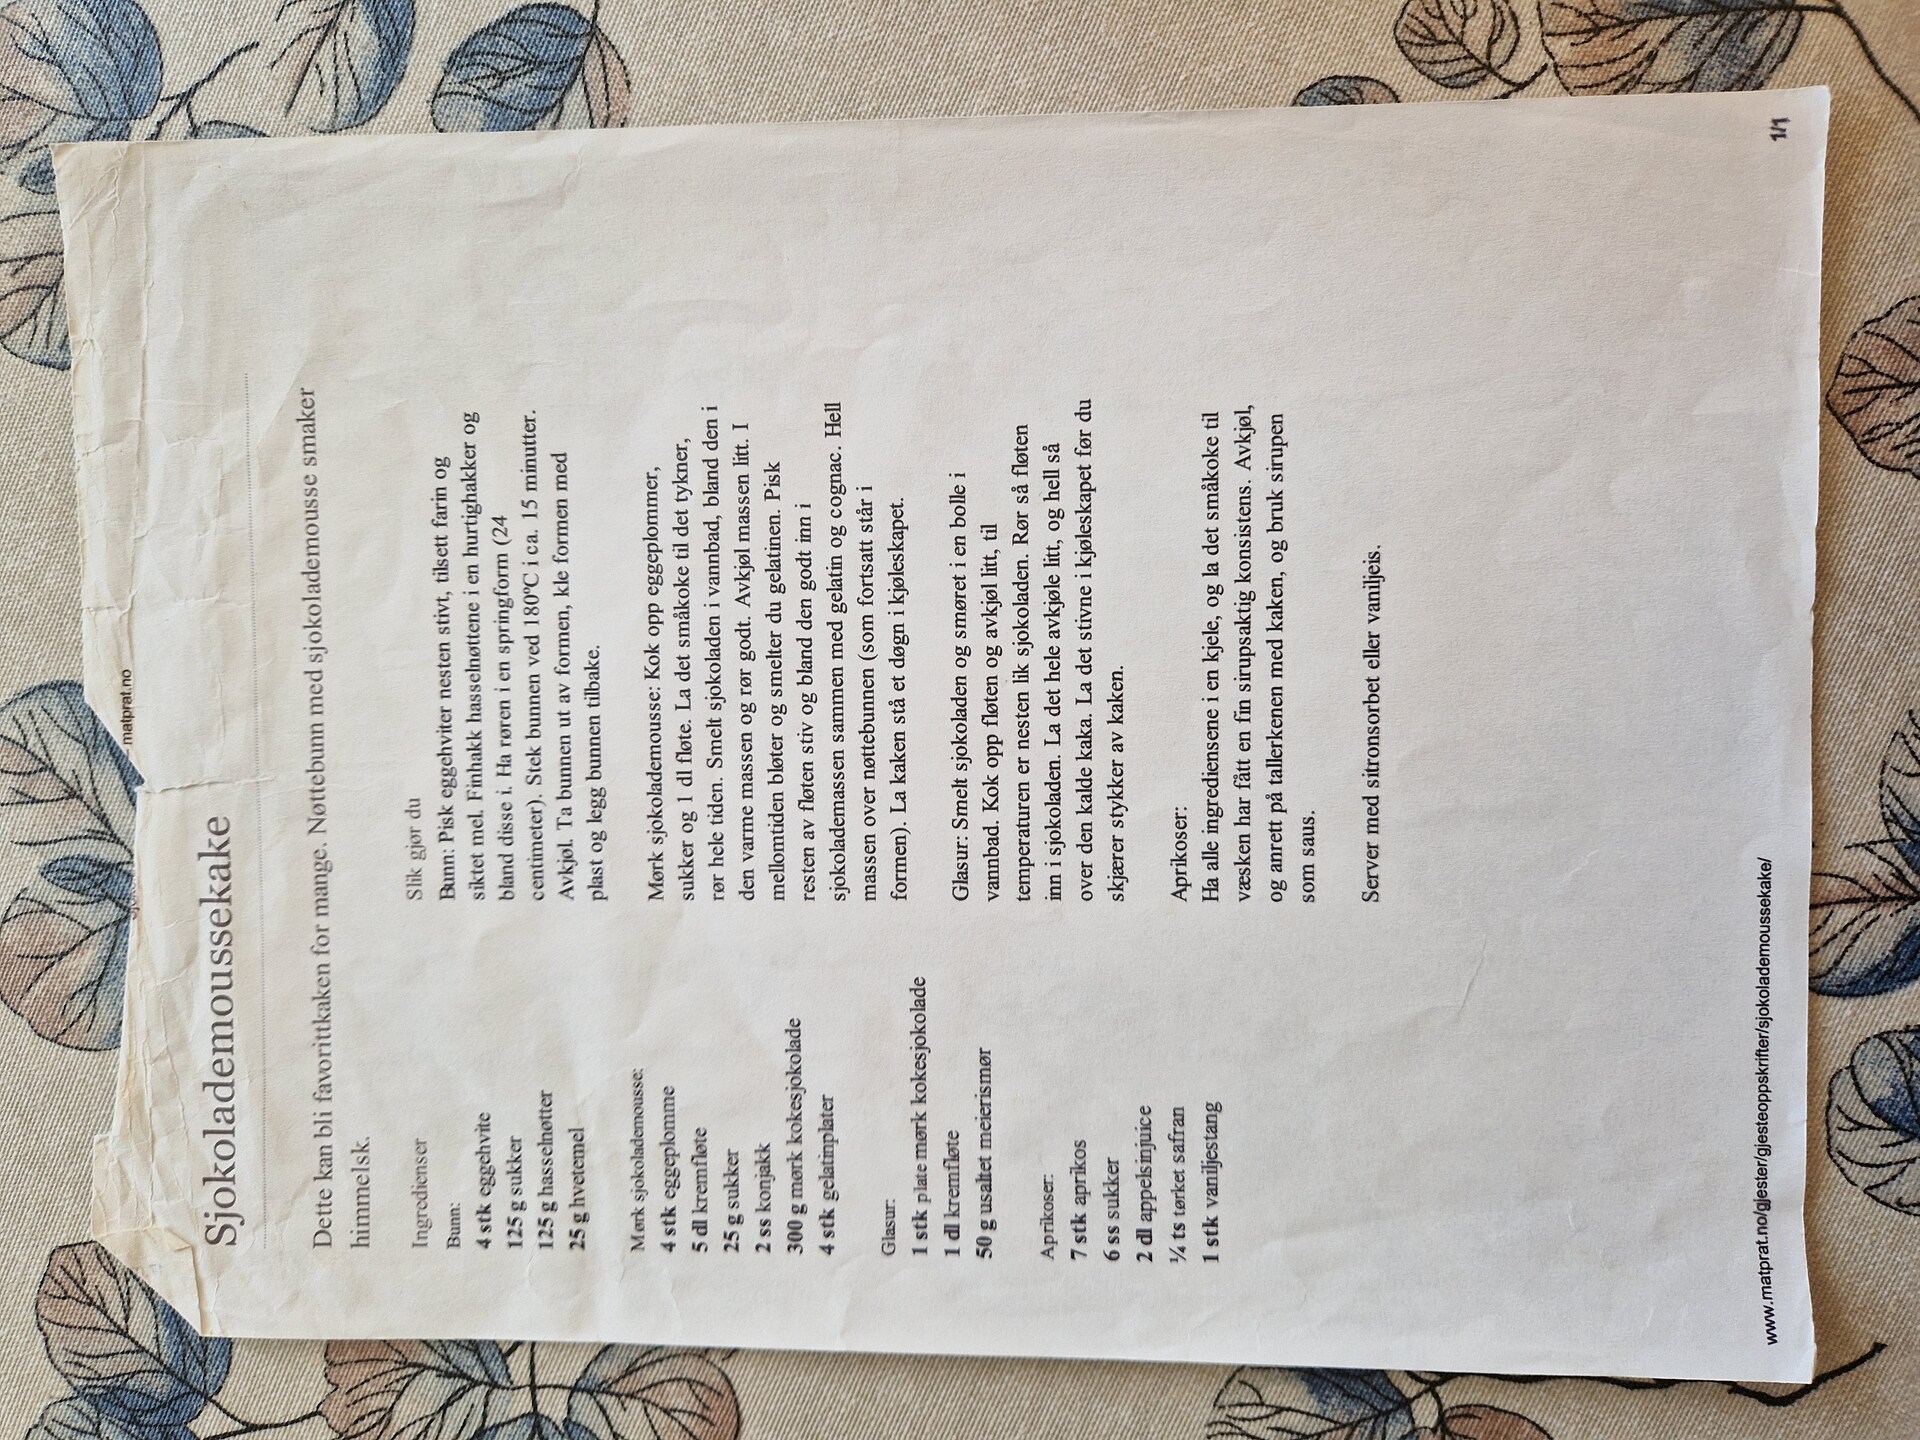 matprat.no
Sjokolademoussekake
Dette kan bli favorittkaken for mange. Nøttebunn med sjokolademousse smaker
himmelsk.
Ingredienser
Bunn:
4 stk eggehvite
125 g sukker
125 g hasselnøtter
25 g hvetemel
Mørk sjokolademousse:
4 stk eggeplomme
5 dl kremfløte
25 g sukker
2 ss konjakk
300 g mørk kokesjokolade
4 stk gelatinplater
Glasur:
1 stk plate mørk kokesjokolade
1 dl kremfløte
50 g usaltet meierismør
Aprikoser:
7 stk aprikos
6 ss sukker
2 dl appelsinjuice
¼ ts tørket safran
1 stk vaniljestang
Slik gjør du
Bunn: Pisk eggehviter nesten stivt, tilsett farin og
siktet mel. Finhakk hasselnøttene i en hurtighakker og
bland disse i. Ha røren i en springform (24
centimeter). Stek bunnen ved 180ºC i ca. 15 minutter.
Avkjøl. Ta bunnen ut av formen, kle formen med
plast og legg bunnen tilbake.
Mørk sjokolademousse: Kok opp eggeplommer,
sukker og 1 dl fløte. La det småkoke til det tykner,
rør hele tiden. Smelt sjokoladen i vannbad, bland den i
den varme massen og rør godt. Avkjøl massen litt. I
mellomtiden bløter og smelter du gelatinen. Pisk
resten av fløten stiv og bland den godt inn i
sjokolademassen sammen med gelatin og cognac. Hell
massen over nøttebunnen (som fortsatt står i
formen). La kaken stå et døgn i kjøleskapet.
Glasur: Smelt sjokoladen og smøret i en bolle i
vannbad. Kok opp fløten og avkjøl litt, til
temperaturen er nesten lik sjokoladen. Rør så fløten
inn i sjokoladen. La det hele avkjøle litt, og hell så
over den kalde kaka. La det stivne i kjøleskapet før du
skjærer stykker av kaken.
Aprikoser:
Ha alle ingrediensene i en kjele, og la det småkoke til
væsken har fått en fin sirupsaktig konsistens. Avkjøl,
og anrett på tallerkenen med kaken, og bruk sirupen
som saus.
Server med sitronsorbet eller vaniljeis.
www.matprat.no/gjester/gjesteoppskrifter/sjokolademoussekake/
1/1